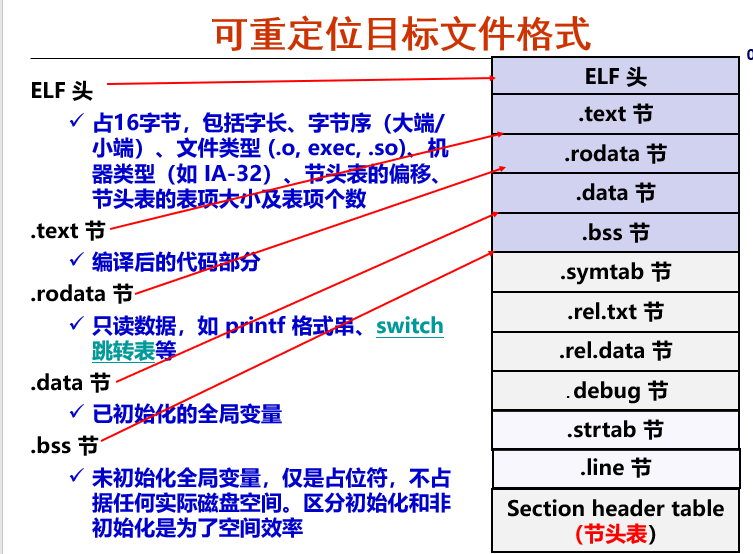 可重定位目标文件格式
0
ELF 头
占16字节，包括字长、字节序（大端/
小端）、文件类型 (.o, exec, .so)、机
器类型（如 IA-32）、节头表的偏移、
节头表的表项大小及表项个数
.text 节
编译后的代码部分
.rodata 节
只读数据，如 printf 格式串、switch
跳转表等
.data 节
已初始化的全局变量
.bss 节
未初始化全局变量，仅是占位符，不占
据任何实际磁盘空间。区分初始化和非
初始化是为了空间效率
ELF 头
.text 节
.rodata 节
.data 节
.bss 节
.symtab 节
.rel.txt 节
.rel.data 节
.debug 节
.strtab 节
.line 节
Section header table
(节头表）